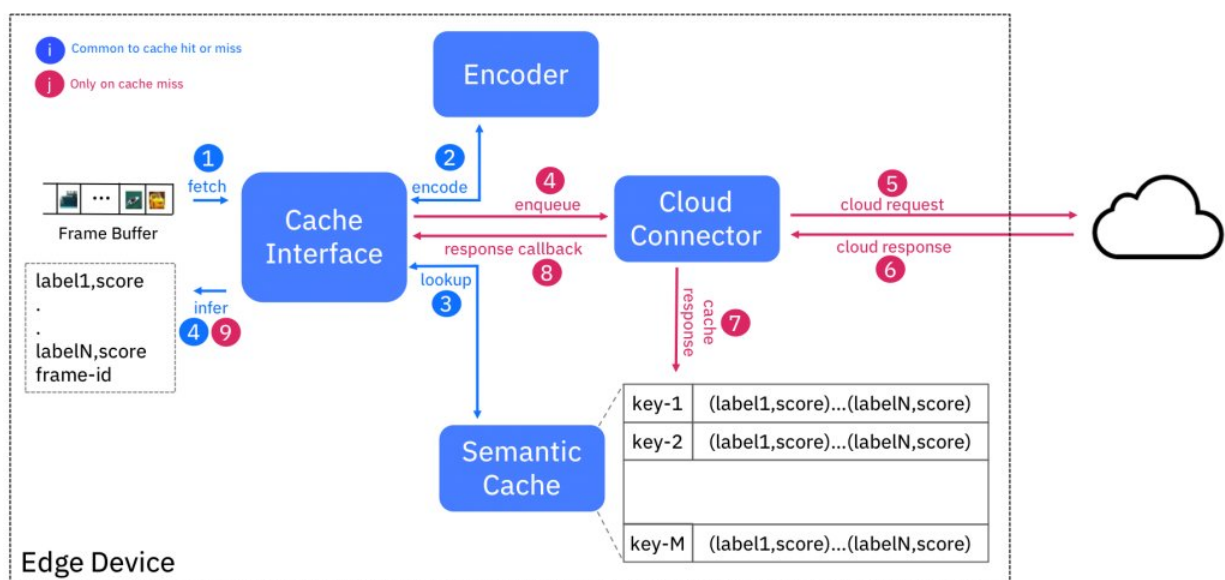 i Common to cache hit or miss
j Only on cache miss
Encoder
1
fetch
2
encode
Frame Buffer
...
Cache
Interface
4
enqueue
response callback
8
Cloud
Connector
5
cloud request
cloud response
6
lookup
3
infer
4 9
label1,score
.
.
labelN,score
frame-id
cache
response
7
Semantic
Cache
key-1 (label1,score)...(labelN,score)
key-2 (label1,score)...(labelN,score)
key-M (label1,score)...(labelN,score)
Edge Device